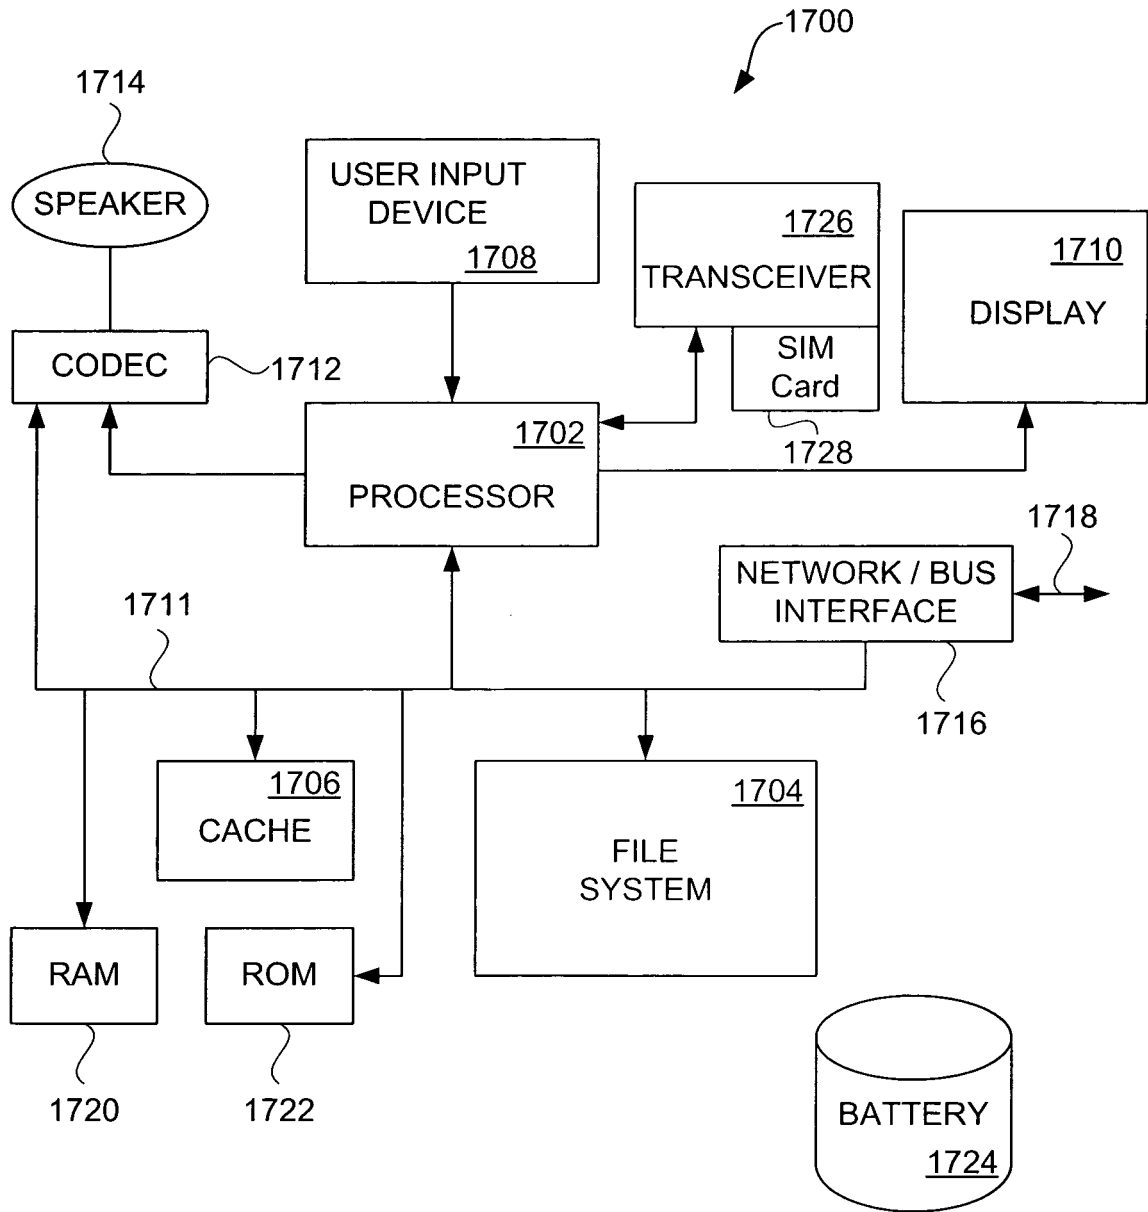 1700
1714
SPEAKER
USER INPUT
DEVICE
1708
1726
TRANSCEIVER
1710
DISPLAY
CODEC
1712
SIM
Card
1728
1702
PROCESSOR
1718
NETWORK / BUS
INTERFACE
1716
1711
1706
CACHE
1704
FILE
SYSTEM
RAM
ROM
1720
1722
BATTERY
1724